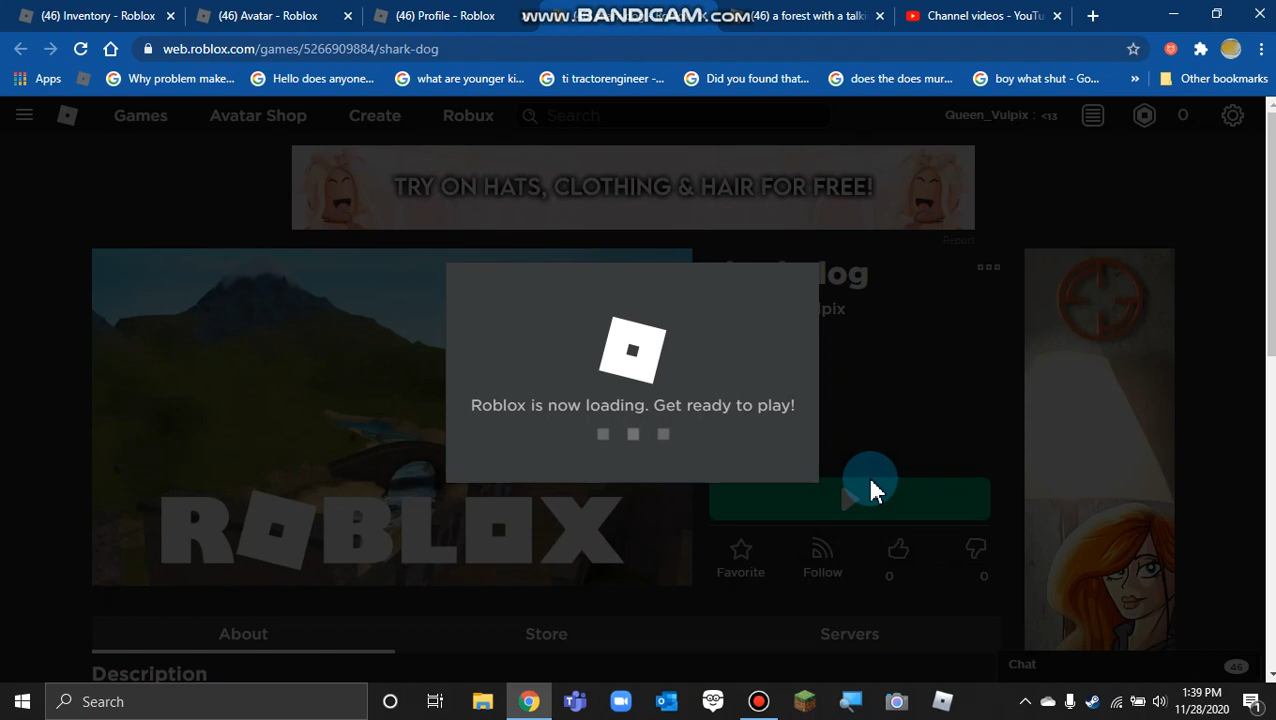 (46) Inventory - Roblox
(46) Avatar - Roblox
(46) Profile - Roblox
(46) a forest with a talki
Channel videos - YouTu
www.BANDICAM.com
web.roblox.com/games/5266909884/shark-dog
Apps
Why problem make...
Hello does anyone...
what are younger ki...
ti tractorengineer -...
Did you found that...
does the does mur...
boy what shut - Go...
»
Other bookmarks
Games
Avatar Shop
Create
Robux
Search
Queen_Vulpix : <13
0
TRY ON HATS, CLOTHING & HAIR FOR FREE!
Report
dog
lpix
Roblox is now loading. Get ready to play!
ROBLOX
Favorite
Follow
0
0
About
Store
Servers
Description
Chat
46
Search
1:39 PM
11/28/2020
1